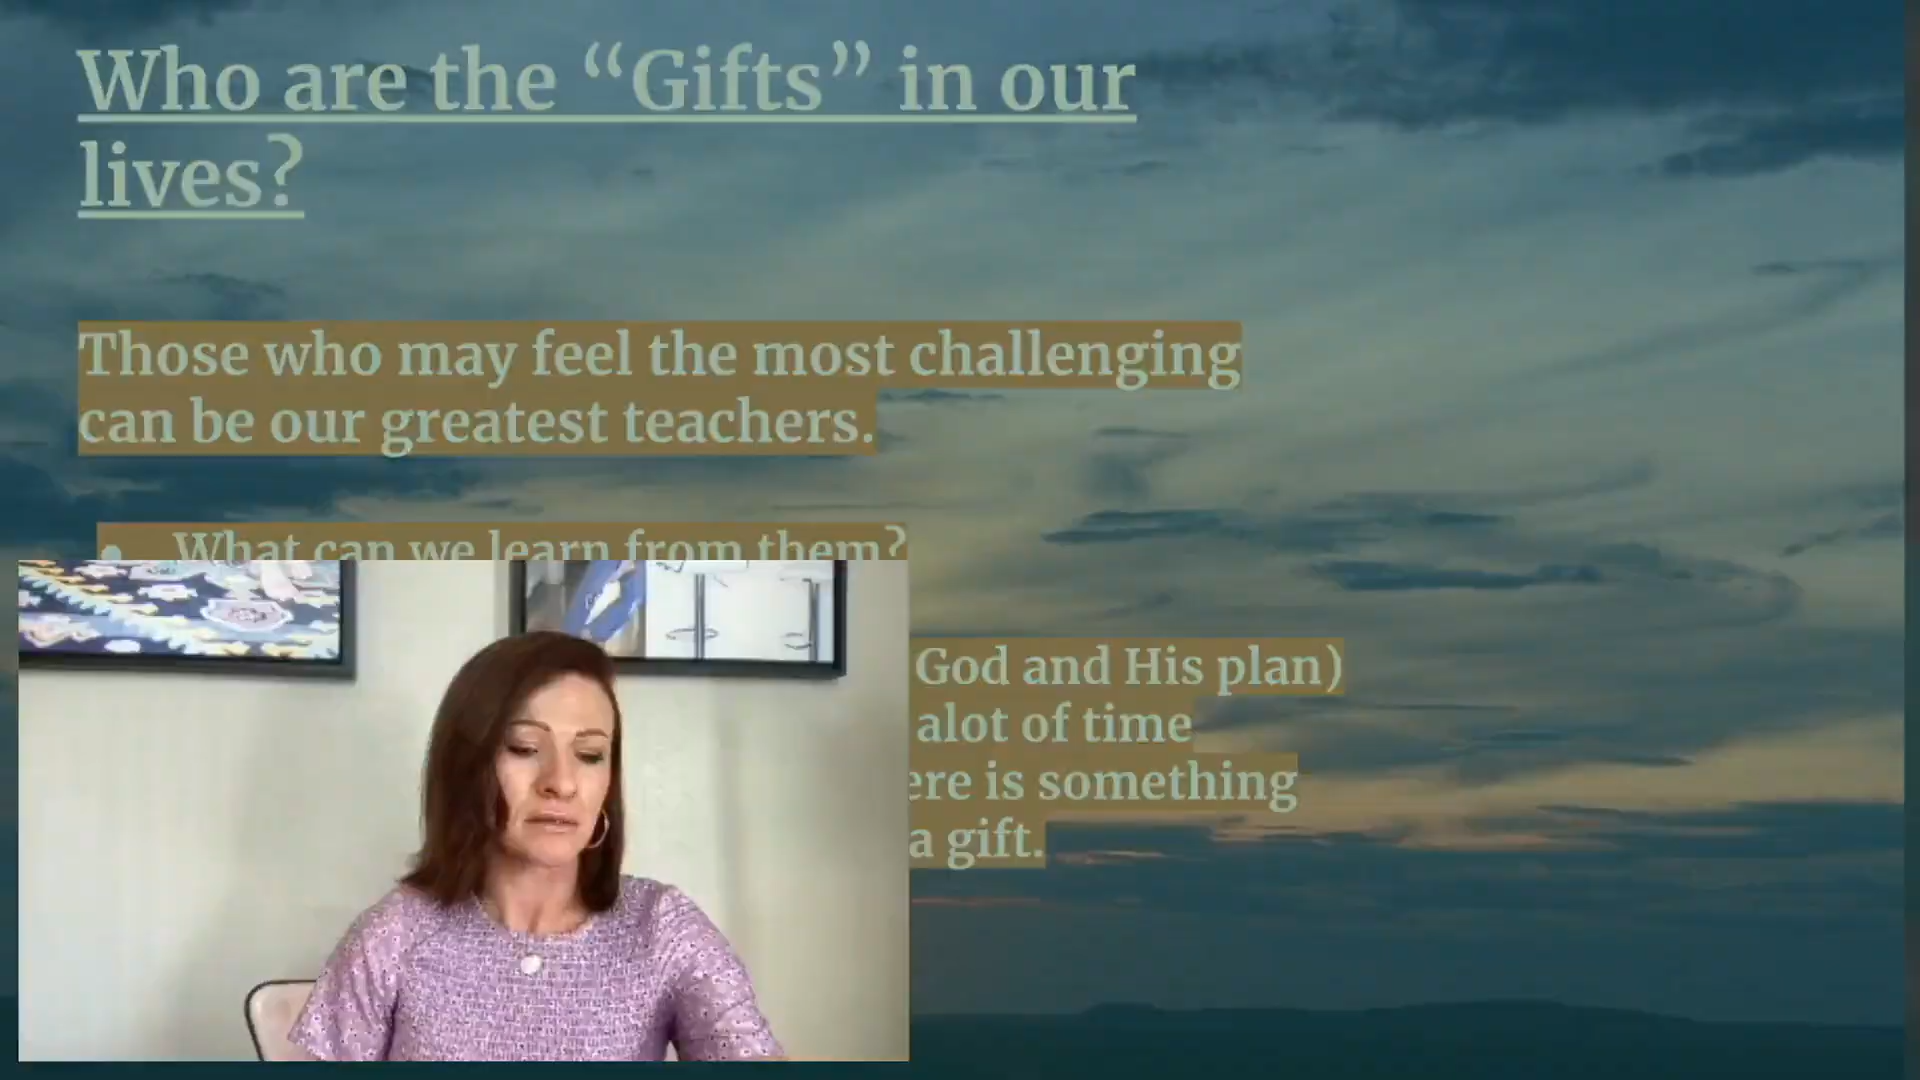 Who are the “Gifts” in our
lives?
Those who may feel the most challenging
can be our greatest teachers.
• What can we learn from them?
God and His plan)
alot of time
ere is something
a gift.